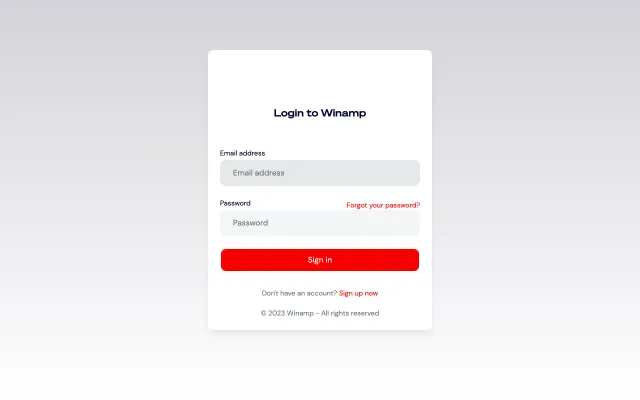 Login to Winamp
Email address
Email address
Password
Forgot your password?
Password
Sign in
Don't have an account? Sign up now
© 2023 Winamp - All rights reserved